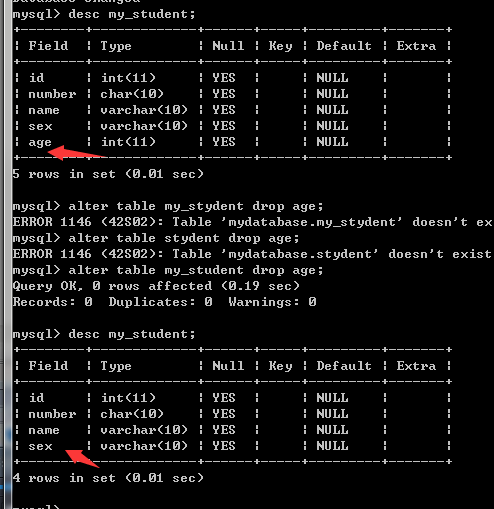 Database changed
mysql> desc my_student;
+--------+-------------+------+-----+---------+-------+
| Field | Type | Null | Key | Default | Extra |
+--------+-------------+------+-----+---------+-------+
| id | int(11) | YES | | NULL | |
| number | char(10) | YES | | NULL | |
| name | varchar(10) | YES | | NULL | |
| sex | varchar(10) | YES | | NULL | |
| age | int(11) | YES | | NULL | |
+--------+-------------+------+-----+---------+-------+
5 rows in set (0.01 sec)
mysql> alter table my_stydent drop age;
ERROR 1146 (42S02): Table 'mydatabase.my_stydent' doesn't ex
mysql> alter table stydent drop age;
ERROR 1146 (42S02): Table 'mydatabase.stydent' doesn't exist
mysql> alter table my_student drop age;
Query OK, 0 rows affected (0.19 sec)
Records: 0 Duplicates: 0 Warnings: 0
mysql> desc my_student;
+--------+-------------+------+-----+---------+-------+
| Field | Type | Null | Key | Default | Extra |
+--------+-------------+------+-----+---------+-------+
| id | int(11) | YES | | NULL | |
| number | char(10) | YES | | NULL | |
| name | varchar(10) | YES | | NULL | |
| sex | varchar(10) | YES | | NULL | |
+--------+-------------+------+-----+---------+-------+
4 rows in set (0.01 sec)
mysql>